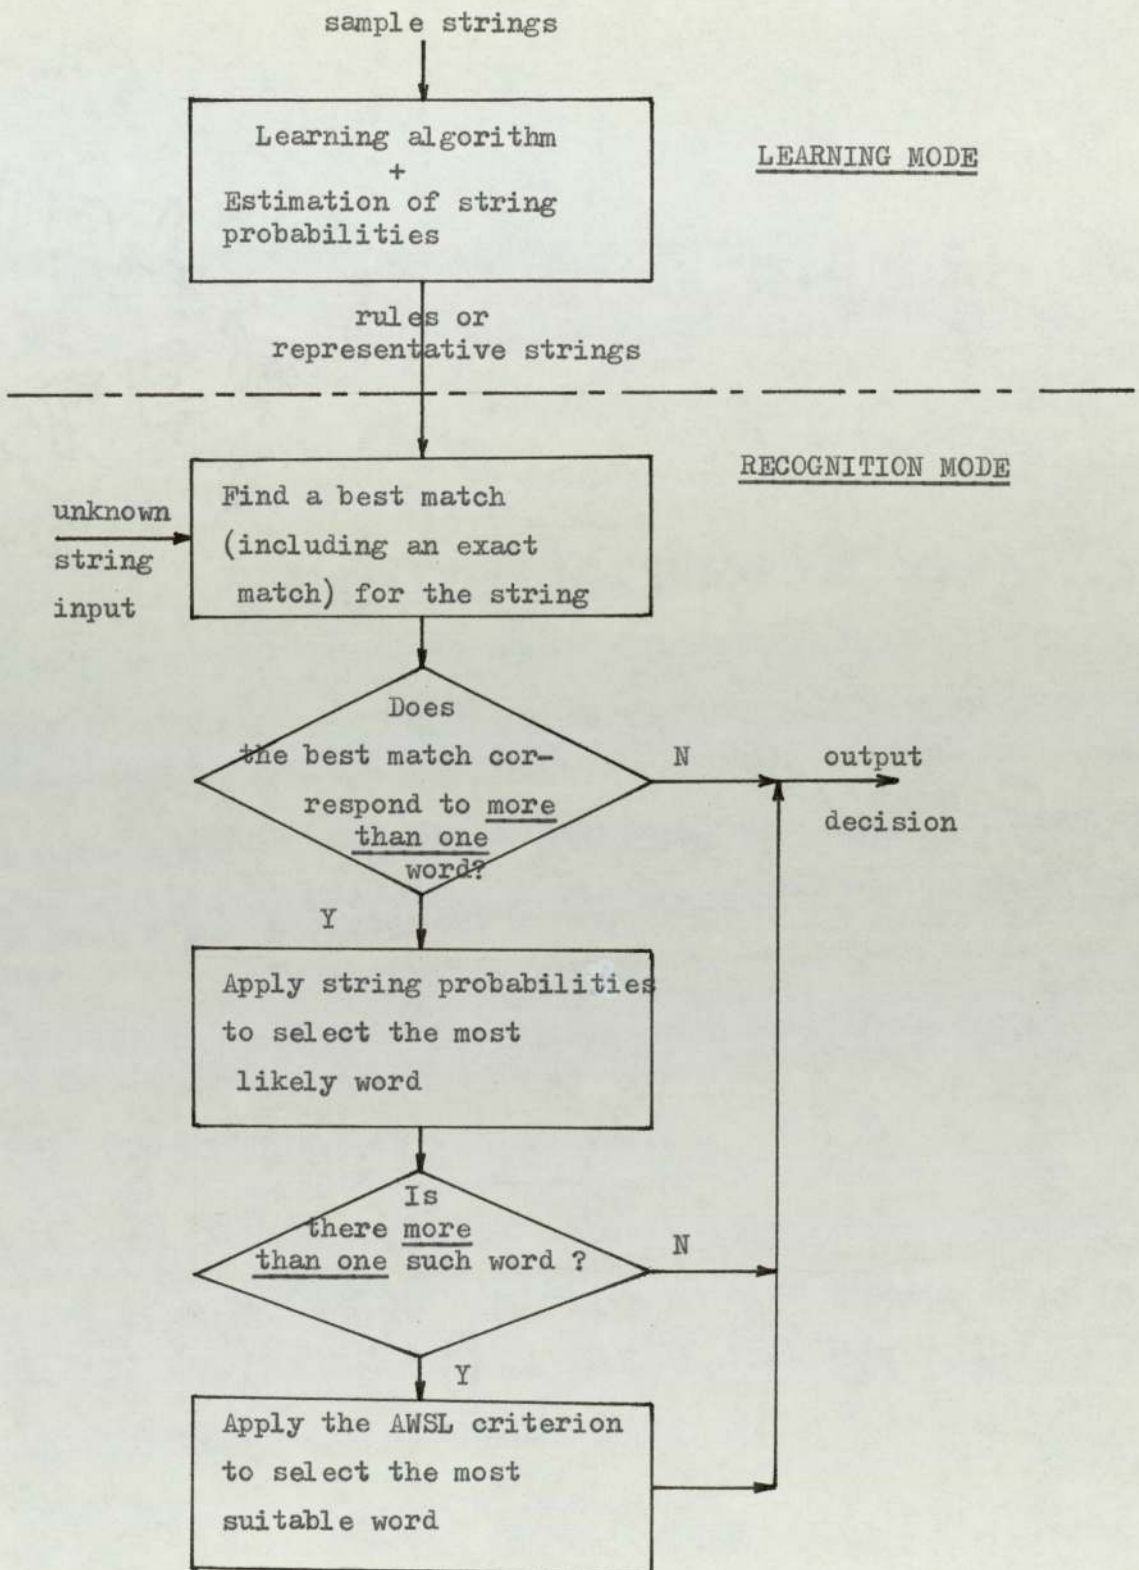 sample strings
Learning algorithm
+
Estimation of string
probabilities
LEARNING MODE
rules or
representative strings
RECOGNITION MODE
unknown
string
input
Find a best match
(including an exact
match) for the string
Does
the best match cor-
respond to more
than one
word?
N
output
decision
Y
Apply string probabilities
to select the most
likely word
Is
there more
than one such word ?
N
Y
Apply the AWSL criterion
to select the most
suitable word